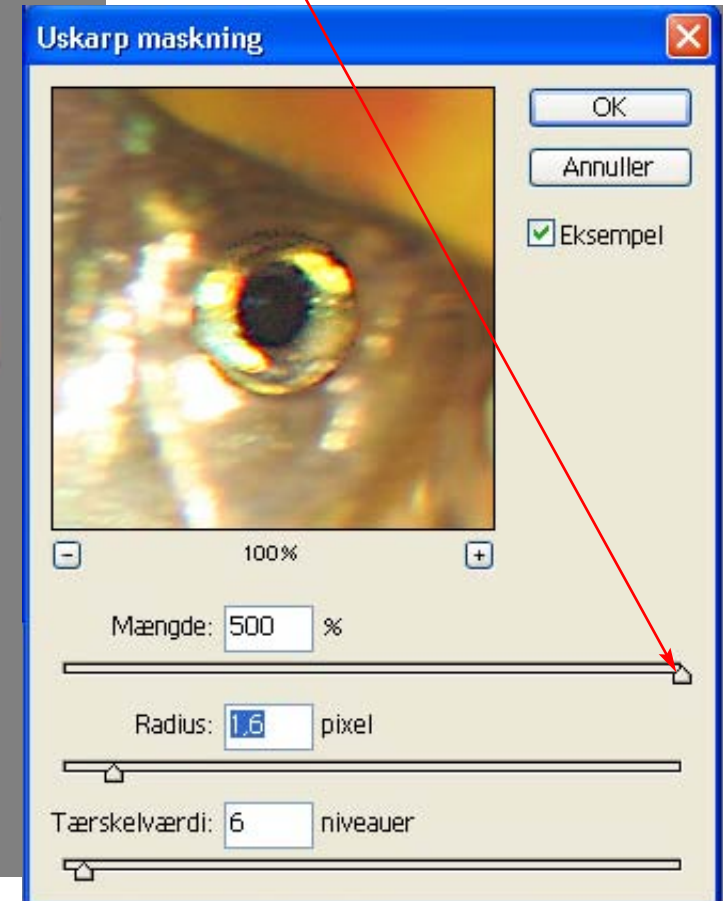 Uskarp maskning
OK
Annuller
Eksempel
100%
Mængde: 500 %
Radius: 1,6 pixel
Tærskelværdi: 6 niveauer